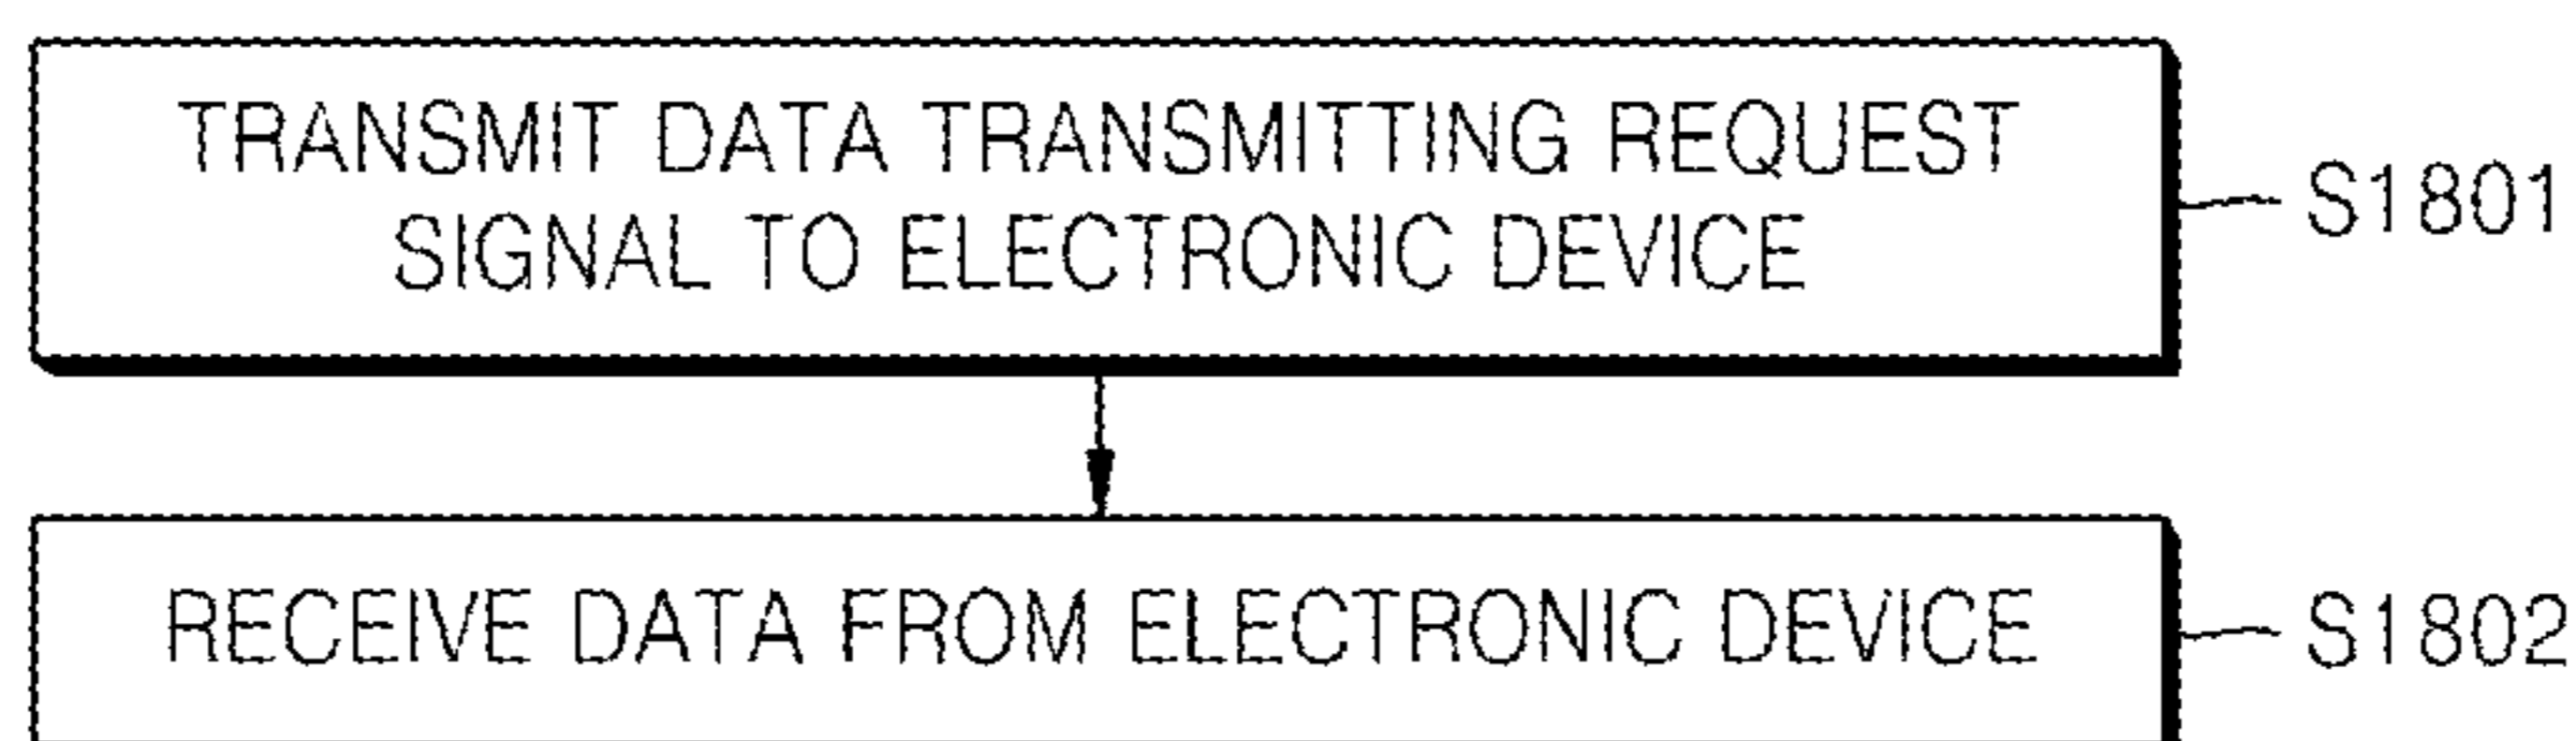 TRANSMIT DATA TRANSMITTING REQUEST
SIGNAL TO ELECTRONIC DEVICE
S1801
RECEIVE DATA FROM ELECTRONIC DEVICE
S1802